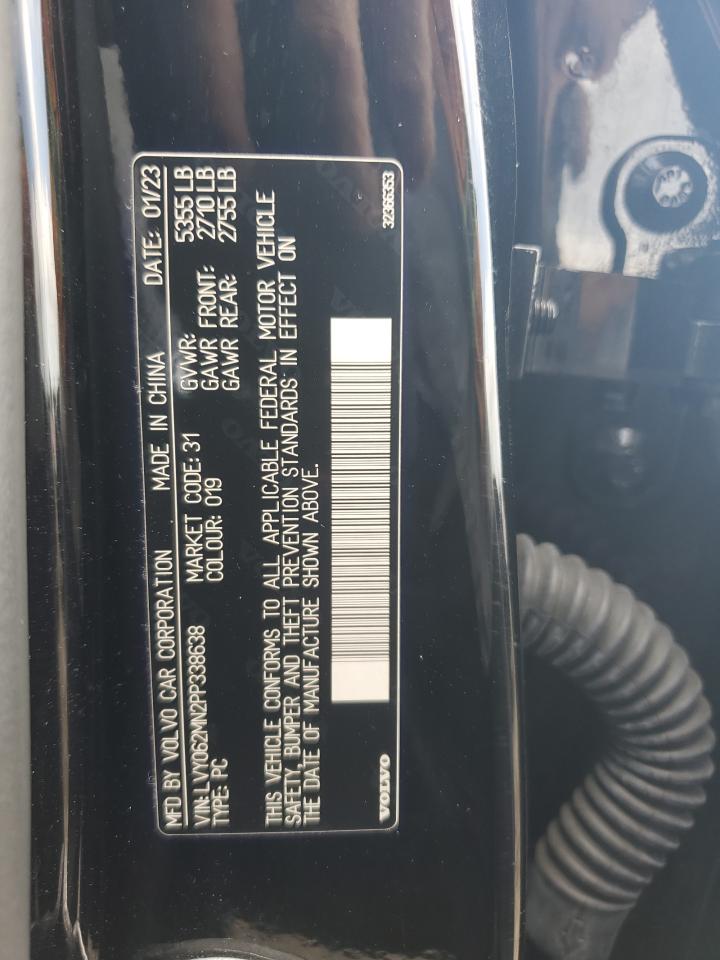 MFD BY VOLVO CAR CORPORATION MADE IN CHINA DATE: 01/23
VIN: LVY062MN2PP338638 MARKET CODE: 31 GVWR: 5355 LB
TYPE: PC COLOUR: 019 GAWR FRONT: 2710 LB
GAWR REAR: 2755 LB
THIS VEHICLE CONFORMS TO ALL APPLICABLE FEDERAL MOTOR VEHICLE
SAFETY, BUMPER AND THEFT PREVENTION STANDARDS IN EFFECT ON
THE DATE OF MANUFACTURE SHOWN ABOVE.
VOLVO 32366353